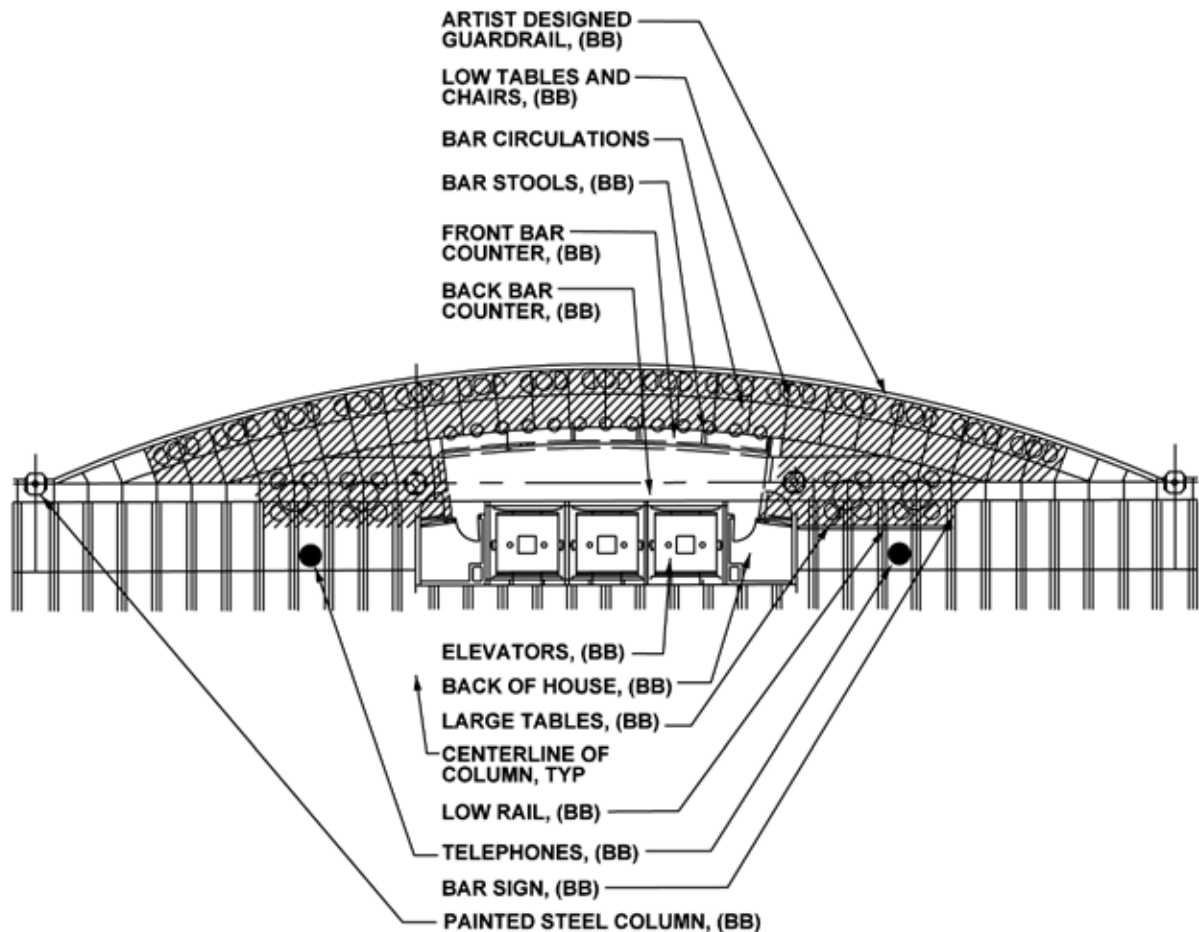 ARTIST DESIGNED
GUARDRAIL, (BB)
LOW TABLES AND
CHAIRS, (BB)
BAR CIRCULATIONS
BAR STOOLS, (BB)
FRONT BAR
COUNTER, (BB)
BACK BAR
COUNTER, (BB)
ELEVATORS, (BB)
BACK OF HOUSE, (BB)
LARGE TABLES, (BB)
CENTERLINE OF
COLUMN, TYP
LOW RAIL, (BB)
TELEPHONES, (BB)
BAR SIGN, (BB)
PAINTED STEEL COLUMN, (BB)